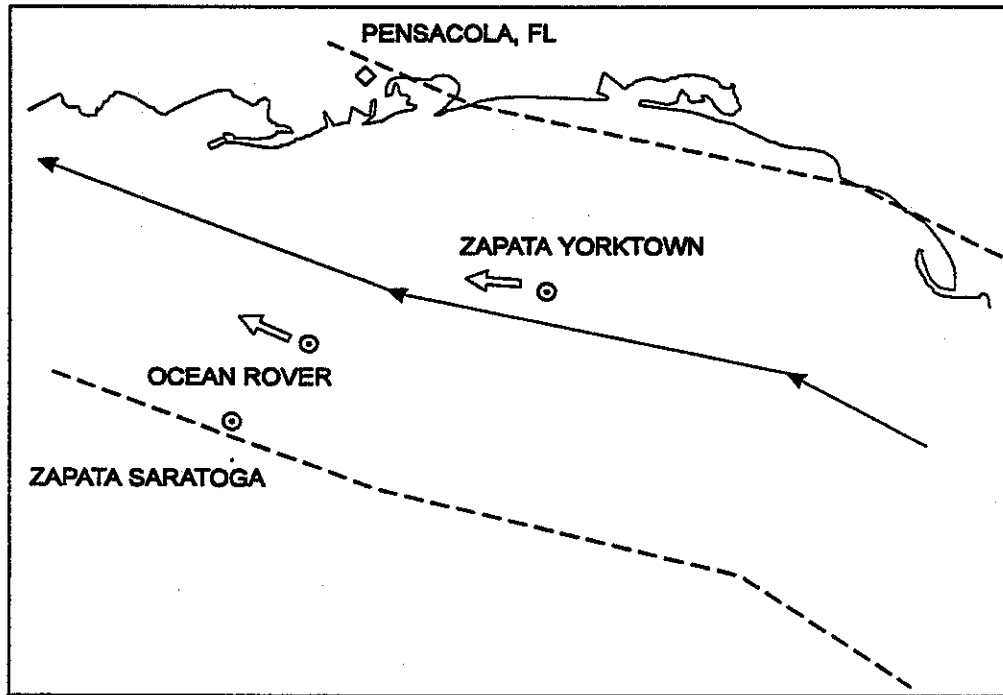 PENSACOLA, FL
ZAPATA YORKTOWN
OCEAN ROVER
ZAPATA SARATOGA